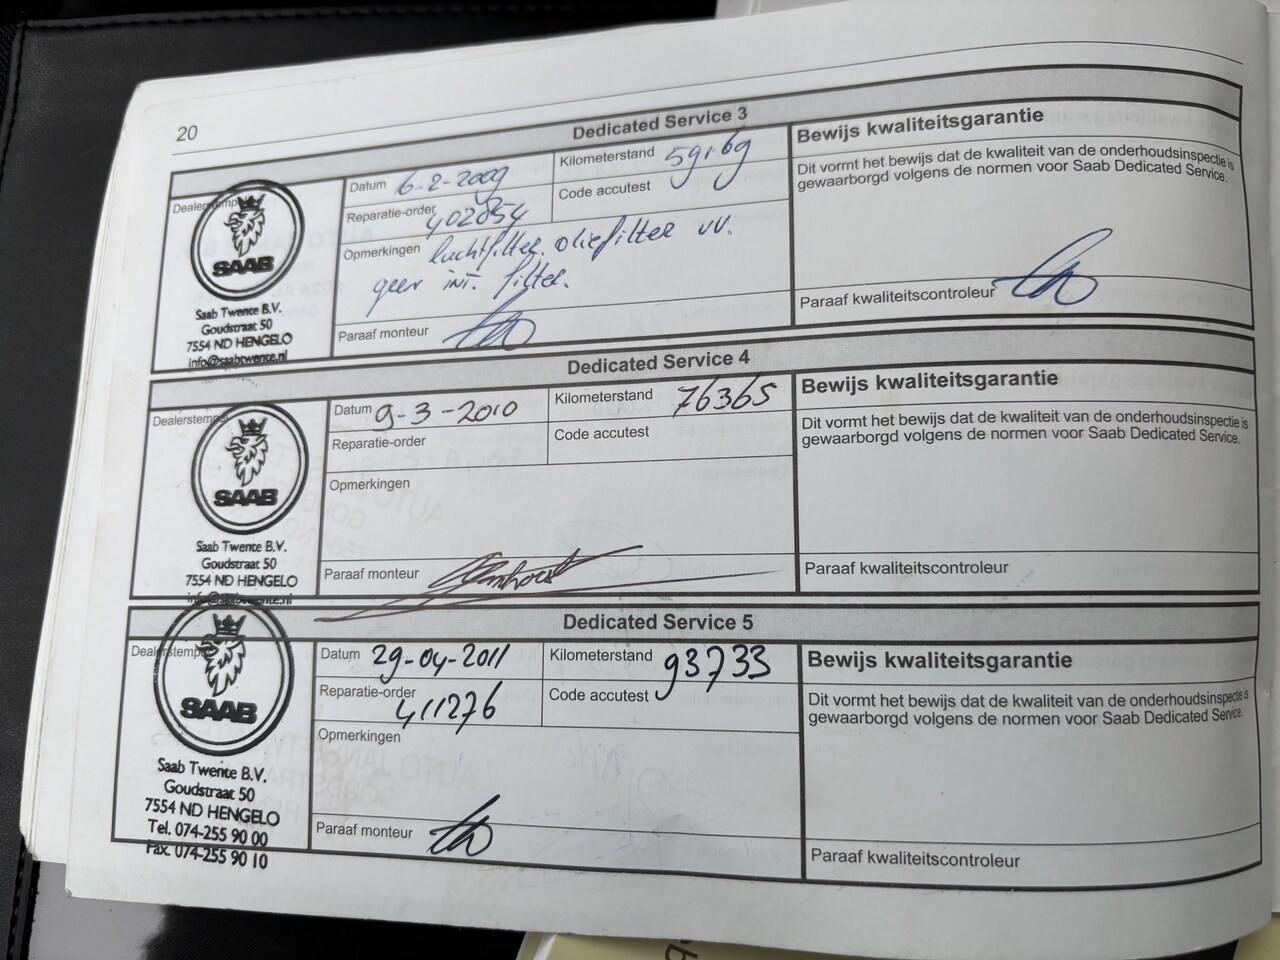 20
Dedicated Service 3
Dealerstemp
SAAB
Saab Twente B.V.
Goudstraat 50
7554 ND HENGELO
info@saabtwente.nl
Datum 6-2-2009
Kilometerstand 59169
Reparatie-order 402854
Code accutest
Opmerkingen luchtfilter. oliefilter vv.
geen int. filter.
Paraaf monteur
Bewijs kwaliteitsgarantie
Dit vormt het bewijs dat de kwaliteit van de onderhoudsinspectie is
gewaarborgd volgens de normen voor Saab Dedicated Service.
Paraaf kwaliteitscontroleur
Dedicated Service 4
Dealerstempel
SAAB
Saab Twente B.V.
Goudstraat 50
7554 ND HENGELO
info@saabtwente.nl
Datum 9-3-2010
Kilometerstand 76365
Reparatie-order
Code accutest
Opmerkingen
Paraaf monteur
Bewijs kwaliteitsgarantie
Dit vormt het bewijs dat de kwaliteit van de onderhoudsinspectie is
gewaarborgd volgens de normen voor Saab Dedicated Service.
Paraaf kwaliteitscontroleur
Dedicated Service 5
Dealerstempel
SAAB
Saab Twente B.V.
Goudstraat 50
7554 ND HENGELO
Tel. 074-255 90 00
Fax. 074-255 90 10
Datum 29-04-2011
Kilometerstand 93733
Reparatie-order 411276
Code accutest
Opmerkingen
Paraaf monteur
Bewijs kwaliteitsgarantie
Dit vormt het bewijs dat de kwaliteit van de onderhoudsinspectie is
gewaarborgd volgens de normen voor Saab Dedicated Service.
Paraaf kwaliteitscontroleur